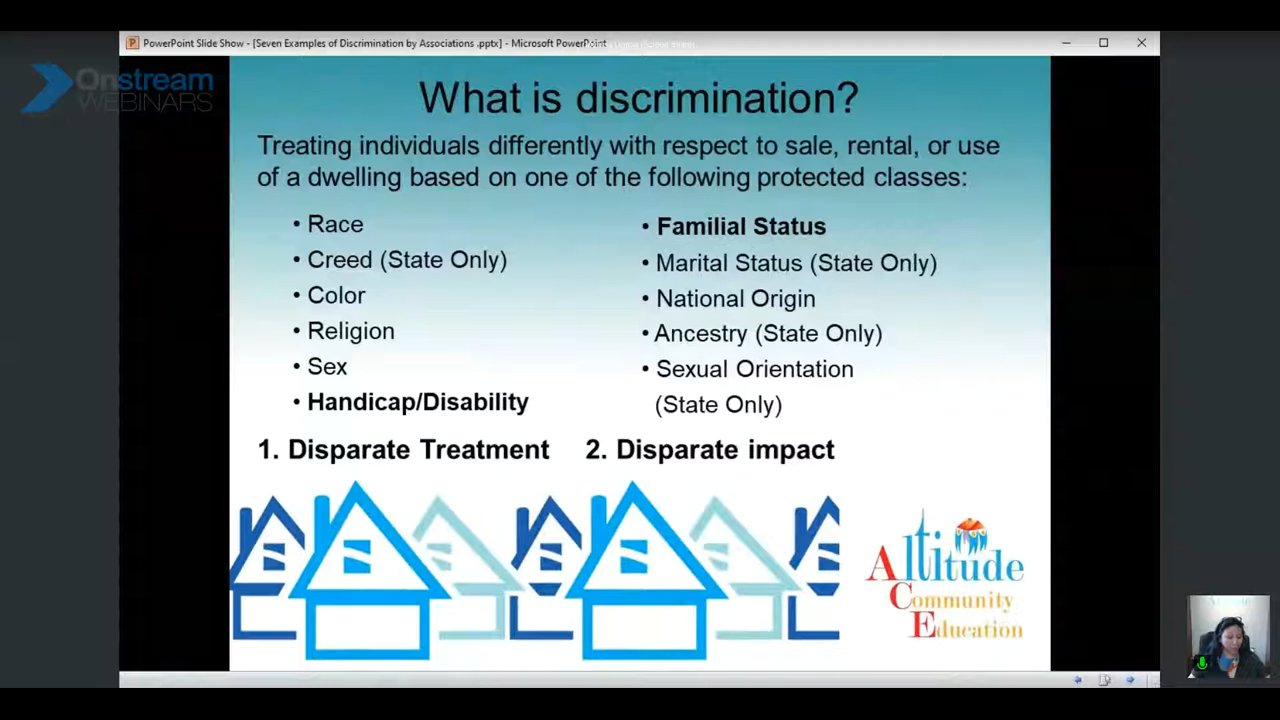 PowerPoint Slide Show - [Seven Examples of Discrimination by Associations .pptx] - Microsoft PowerPoint
Onstream
WEBINARS
What is discrimination?
Treating individuals differently with respect to sale, rental, or use
of a dwelling based on one of the following protected classes:
• Race
• Creed (State Only)
• Color
• Religion
• Sex
• Handicap/Disability
• Familial Status
• Marital Status (State Only)
• National Origin
• Ancestry (State Only)
• Sexual Orientation
(State Only)
1. Disparate Treatment 2. Disparate impact
Altitude
Community
Education